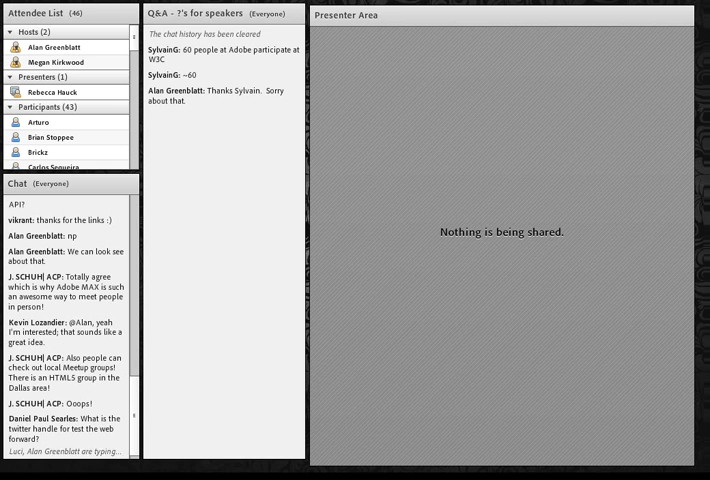 Attendee List (46)
Hosts (2)
Alan Greenblatt
Megan Kirkwood
Presenters (1)
Rebecca Hauck
Participants (43)
Arturo
Brian Stoppee
Brickz
Carlos Sequeira
Chat (Everyone)
API?
vikrant: thanks for the links :)
Alan Greenblatt: np
Alan Greenblatt: We can look see
about that.
J. SCHUH| ACP: Totally agree
which is why Adobe MAX is such
an awesome way to meet people
in person!
Kevin Lozandier: @Alan, yeah
I'm interested; that sounds like a
great idea.
J. SCHUH| ACP: Also people can
check out local Meetup groups!
There is an HTML5 group in the
Dallas area!
J. SCHUH| ACP: Ooops!
Daniel Paul Searles: What is the
twitter handle for test the web
forward?
Luci, Alan Greenblatt are typing...
Q&A - ?'s for speakers (Everyone)
The chat history has been cleared
SylvainG: 60 people at Adobe participate at
W3C
SylvainG: ~60
Alan Greenblatt: Thanks Sylvain. Sorry
about that.
Presenter Area
Nothing is being shared.